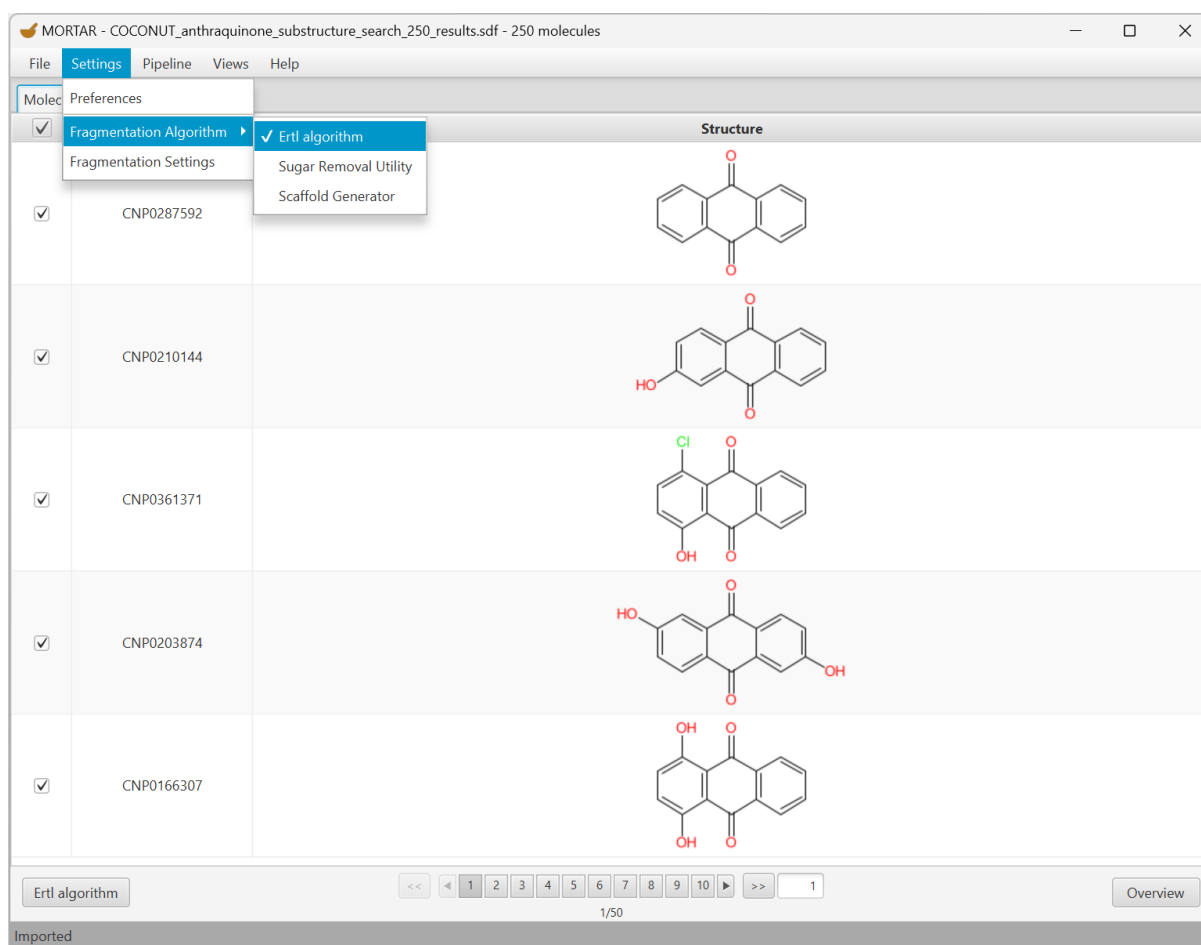 MORTAR - COCONUT_anthraquinone_substructure_search_250_results.sdf - 250 molecules
File Settings Pipeline Views Help
Molec
Preferences
Fragmentation Algorithm
Fragmentation Settings
Ertl algorithm
Sugar Removal Utility
Scaffold Generator
Structure
CNP0287592
O
O
CNP0210144
O
HO
O
CNP0361371
Cl O
OH O
CNP0203874
O
HO
OH
O
CNP0166307
OH O
OH O
Ertl algorithm
<< 1 2 3 4 5 6 7 8 9 10 >> 1
1/50
Overview
Imported